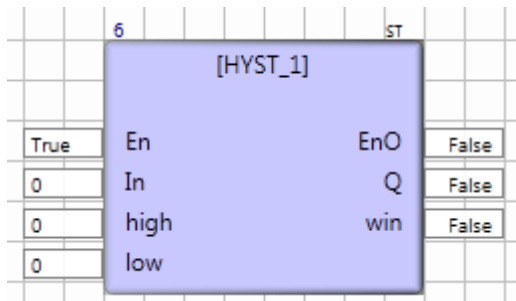 6 ST
[HYST_1]
True En EnO False
0 In Q False
0 high win False
0 low